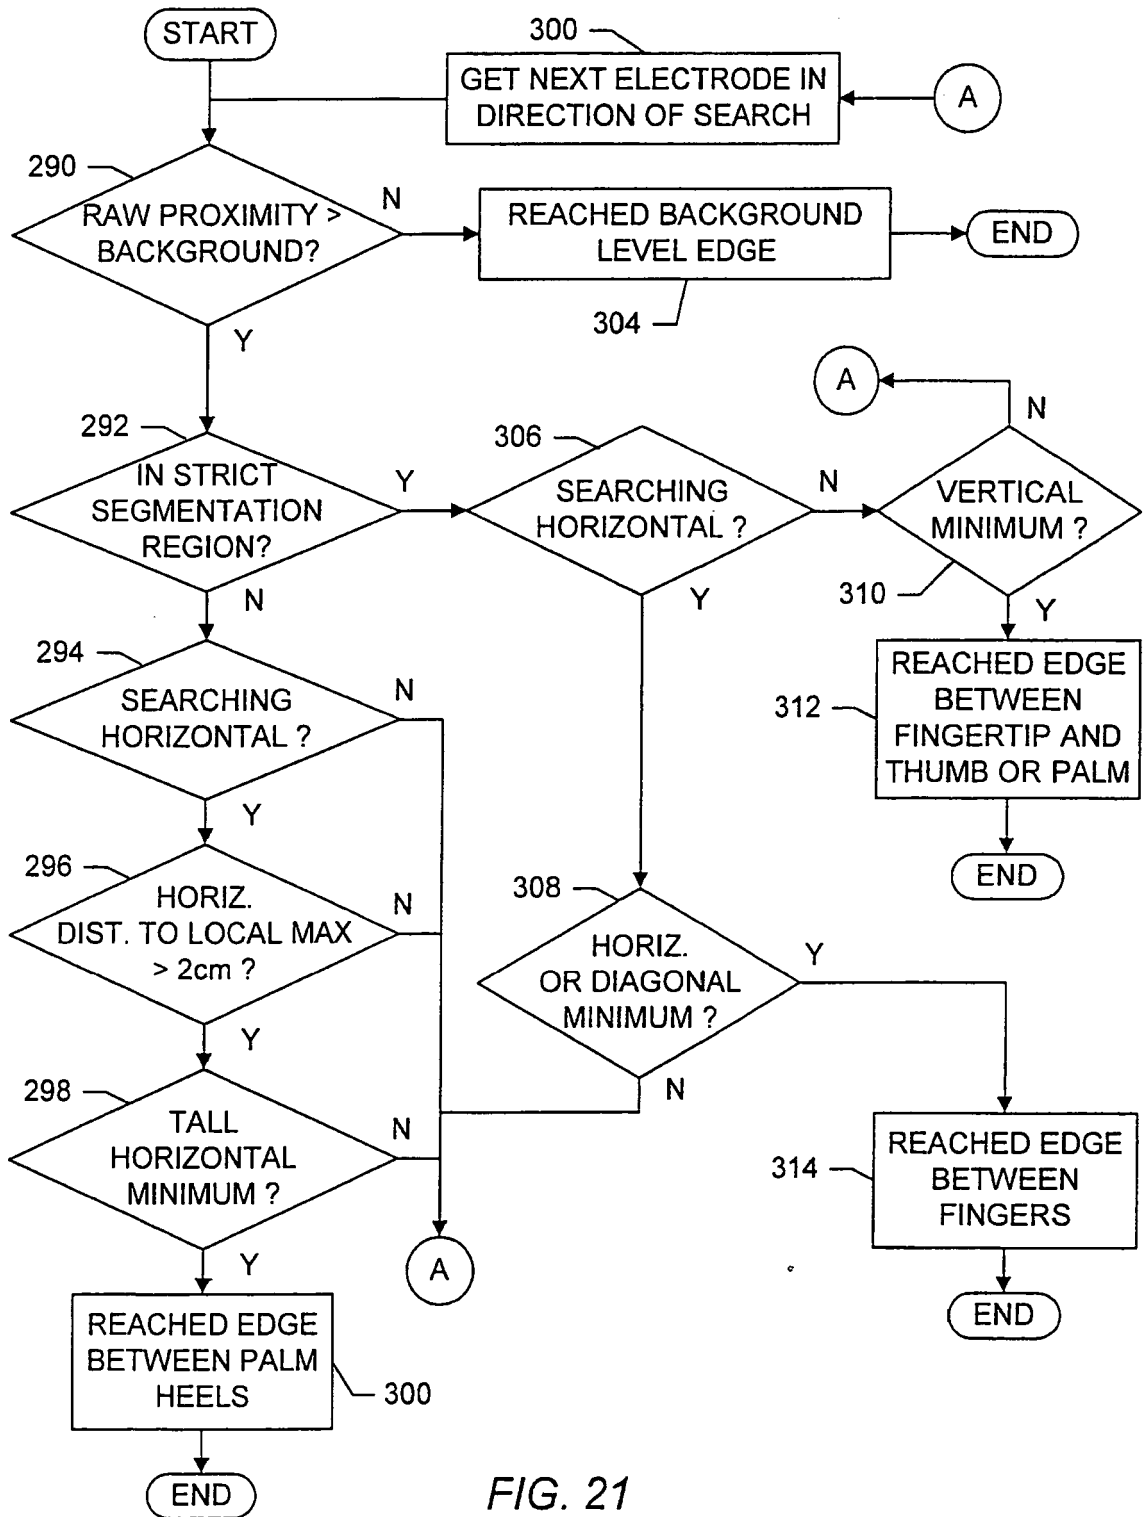 START
300
GET NEXT ELECTRODE IN
DIRECTION OF SEARCH
A
290
RAW PROXIMITY >
BACKGROUND?
N
REACHED BACKGROUND
LEVEL EDGE
END
304
Y
A
N
292
IN STRICT
SEGMENTATION
REGION?
Y
306
SEARCHING
HORIZONTAL ?
N
VERTICAL
MINIMUM ?
310
Y
N
Y
294
SEARCHING
HORIZONTAL ?
N
312
REACHED EDGE
BETWEEN
FINGERTIP AND
THUMB OR PALM
Y
END
296
HORIZ.
DIST. TO LOCAL MAX
> 2cm ?
N
308
HORIZ.
OR DIAGONAL
MINIMUM ?
Y
Y
N
298
TALL
HORIZONTAL
MINIMUM ?
N
314
REACHED EDGE
BETWEEN
FINGERS
Y
A
END
REACHED EDGE
BETWEEN PALM
HEELS
300
END
FIG. 21